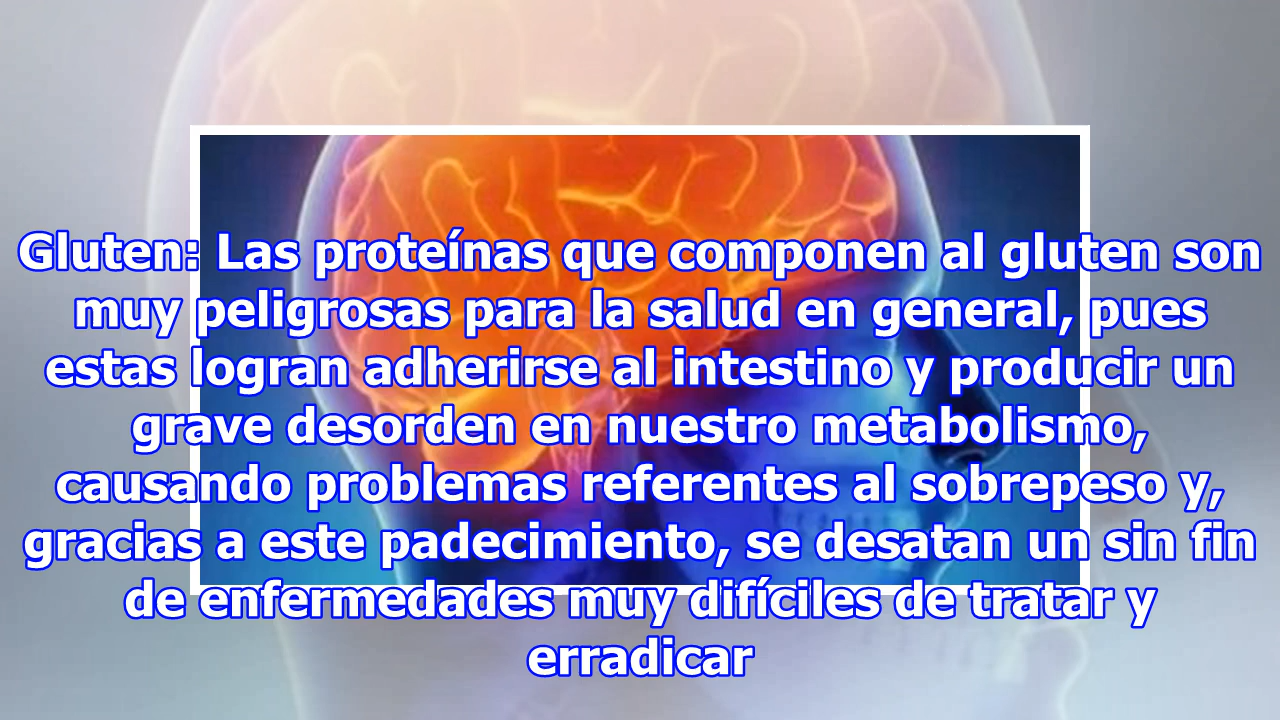 Gluten: Las proteínas que componen al gluten son
muy peligrosas para la salud en general, pues
estas logran adherirse al intestino y producir un
grave desorden en nuestro metabolismo,
causando problemas referentes al sobrepeso y,
gracias a este padecimiento, se desatan un sin fin
de enfermedades muy difíciles de tratar y
erradicar